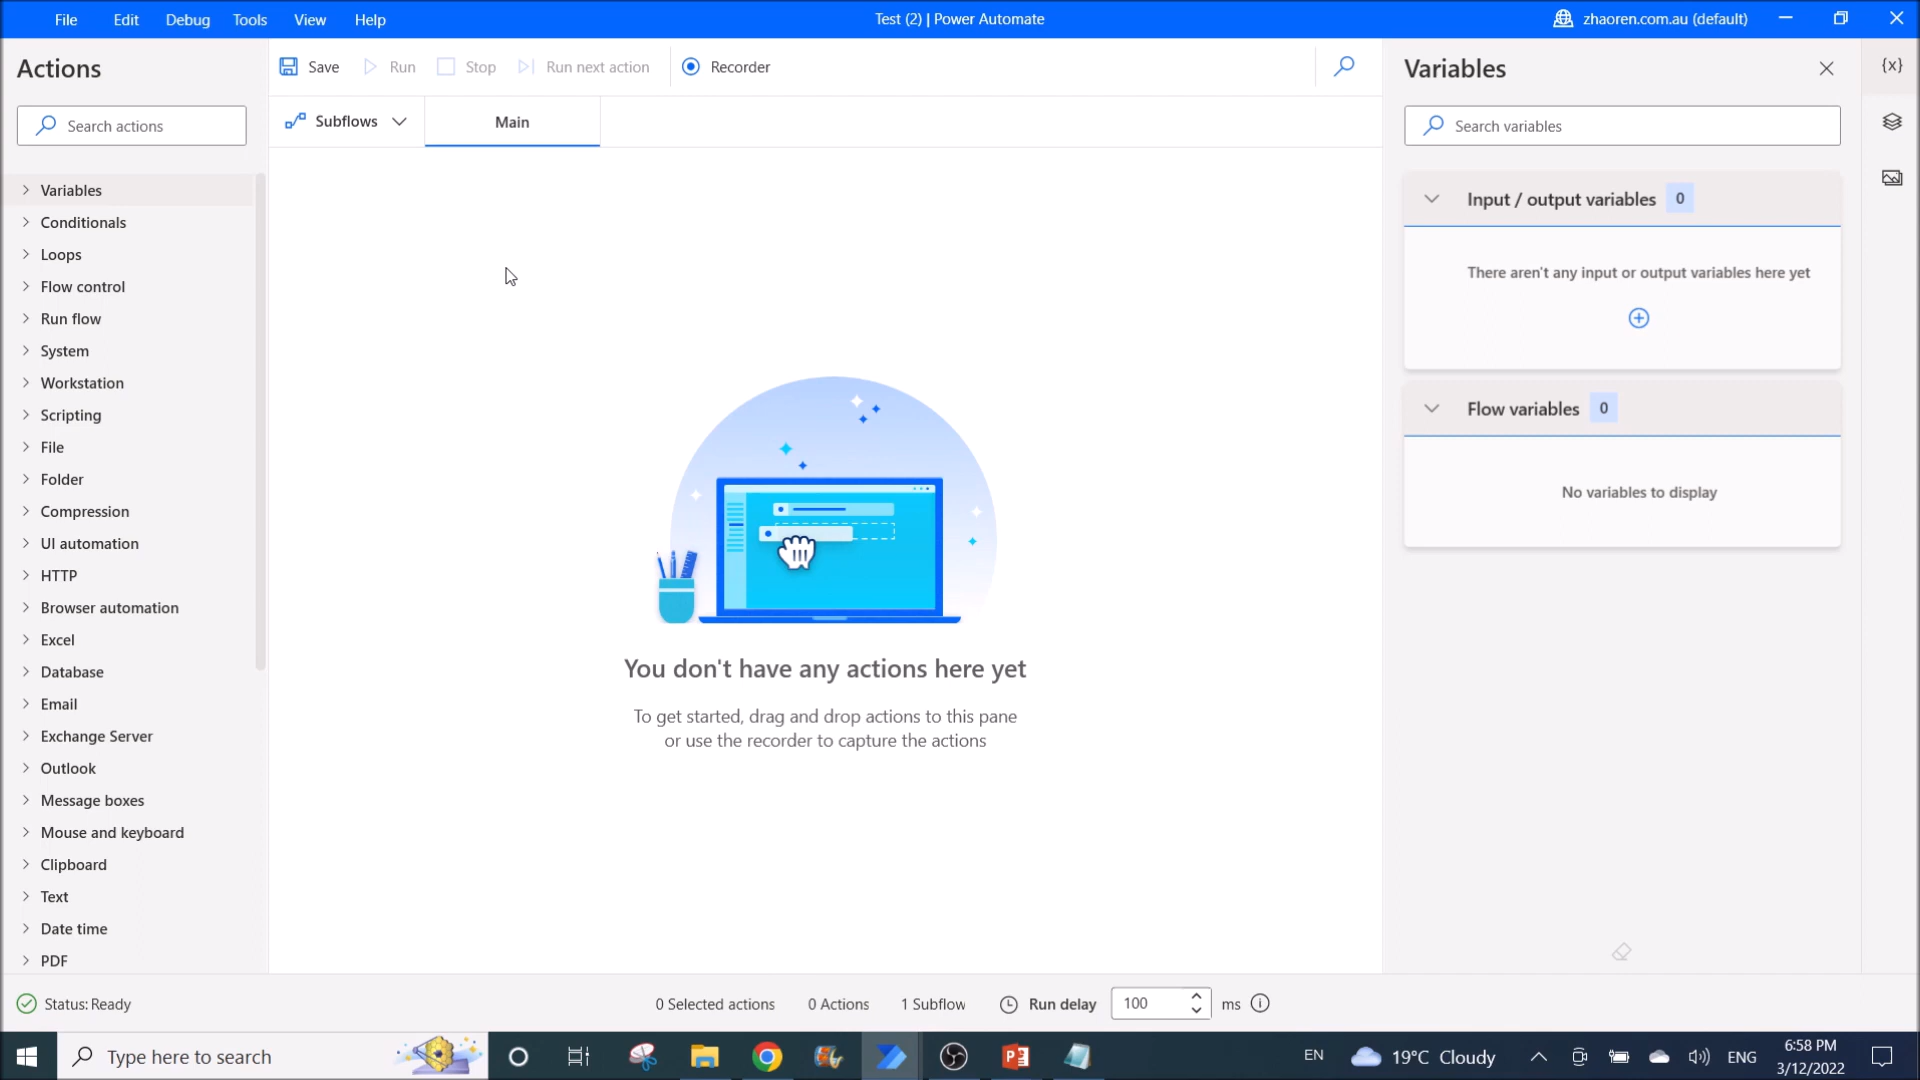 File Edit Debug Tools View Help
Test (2) | Power Automate
zhaoren.com.au (default)
Actions
Search actions
Variables
Conditionals
Loops
Flow control
Run flow
System
Workstation
Scripting
File
Folder
Compression
UI automation
HTTP
Browser automation
Excel
Database
Email
Exchange Server
Outlook
Message boxes
Mouse and keyboard
Clipboard
Text
Date time
PDF
Save Run Stop Run next action Recorder
Subflows Main
You don't have any actions here yet
To get started, drag and drop actions to this pane
or use the recorder to capture the actions
Variables
{x}
Search variables
Input / output variables 0
There aren't any input or output variables here yet
Flow variables 0
No variables to display
Status: Ready
0 Selected actions 0 Actions 1 Subflow Run delay 100 ms
Type here to search
EN 19°C Cloudy ENG
6:58 PM
3/12/2022